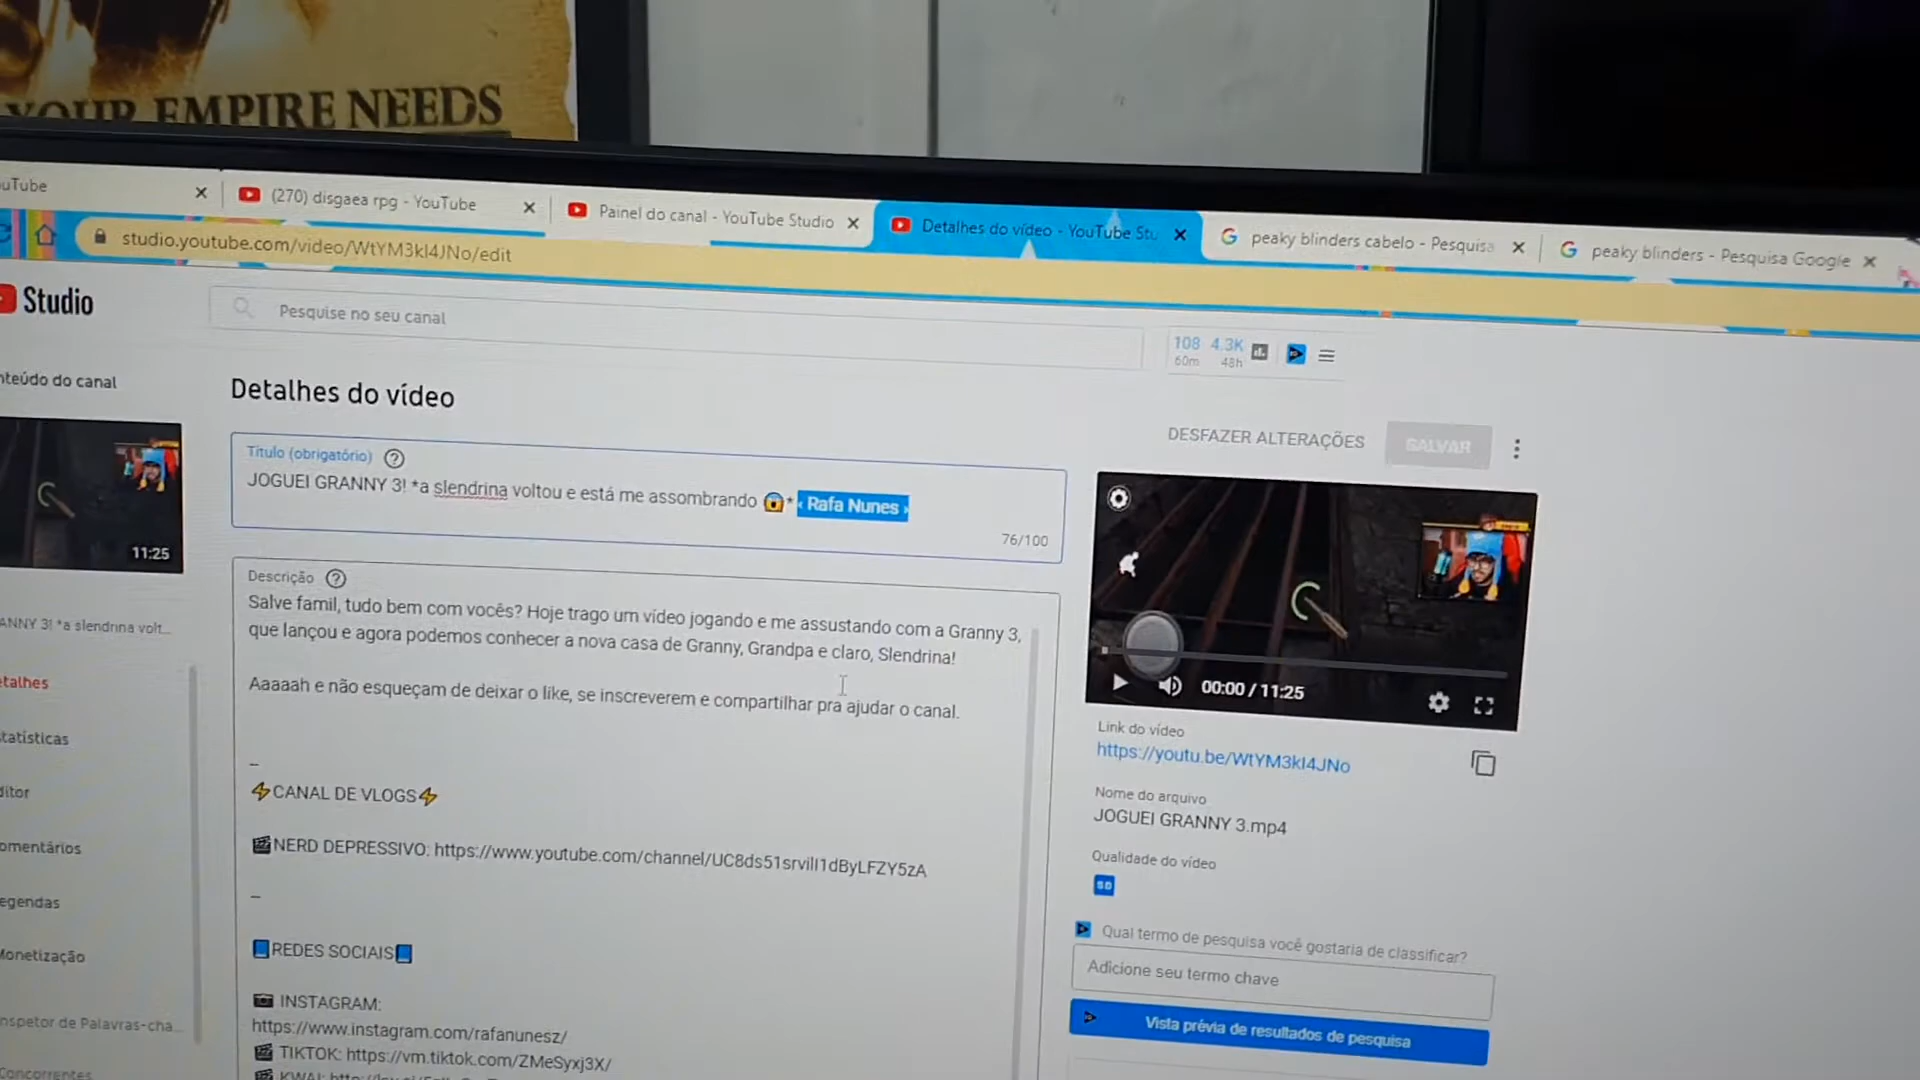 YOUR EMPIRE NEEDS
uTube
(270) disgaea rpg - YouTube
Painel do canal - YouTube Studio
Detalhes do vídeo - YouTube Stu
peaky blinders cabelo - Pesquisa
peaky blinders - Pesquisa Google
studio.youtube.com/video/WtYM3kI4JNo/edit
Studio
Pesquise no seu canal
108 4.3K
60m 48h
nteúdo do canal
Detalhes do vídeo
DESFAZER ALTERAÇÕES
SALVAR
Título (obrigatório)
JOGUEI GRANNY 3! *a slendrina voltou e está me assombrando 😱* ‹ Rafa Nunes ›
76/100
11:25
Descrição
Salve famil, tudo bem com vocês? Hoje trago um vídeo jogando e me assustando com a Granny 3,
que lançou e agora podemos conhecer a nova casa de Granny, Grandpa e claro, Slendrina!
Aaaaah e não esqueçam de deixar o like, se inscreverem e compartilhar pra ajudar o canal.
_
⚡CANAL DE VLOGS⚡
🎬NERD DEPRESSIVO: https://www.youtube.com/channel/UC8ds51srvilI1dByLFZY5zA
_
📘REDES SOCIAIS📘
📷 INSTAGRAM:
https://www.instagram.com/rafanunesz/
🎬 TIKTOK: https://vm.tiktok.com/ZMeSyxj3X/
ANNY 3! *a slendrina volt...
etalhes
tatísticas
ditor
omentários
egendas
Monetização
nspetor de Palavras-cha...
Concorrentes
00:00 / 11:25
Link do vídeo
https://youtu.be/WtYM3kI4JNo
Nome do arquivo
JOGUEI GRANNY 3.mp4
Qualidade do vídeo
SD
Qual termo de pesquisa você gostaria de classificar?
Adicione seu termo chave
Vista prévia de resultados de pesquisa